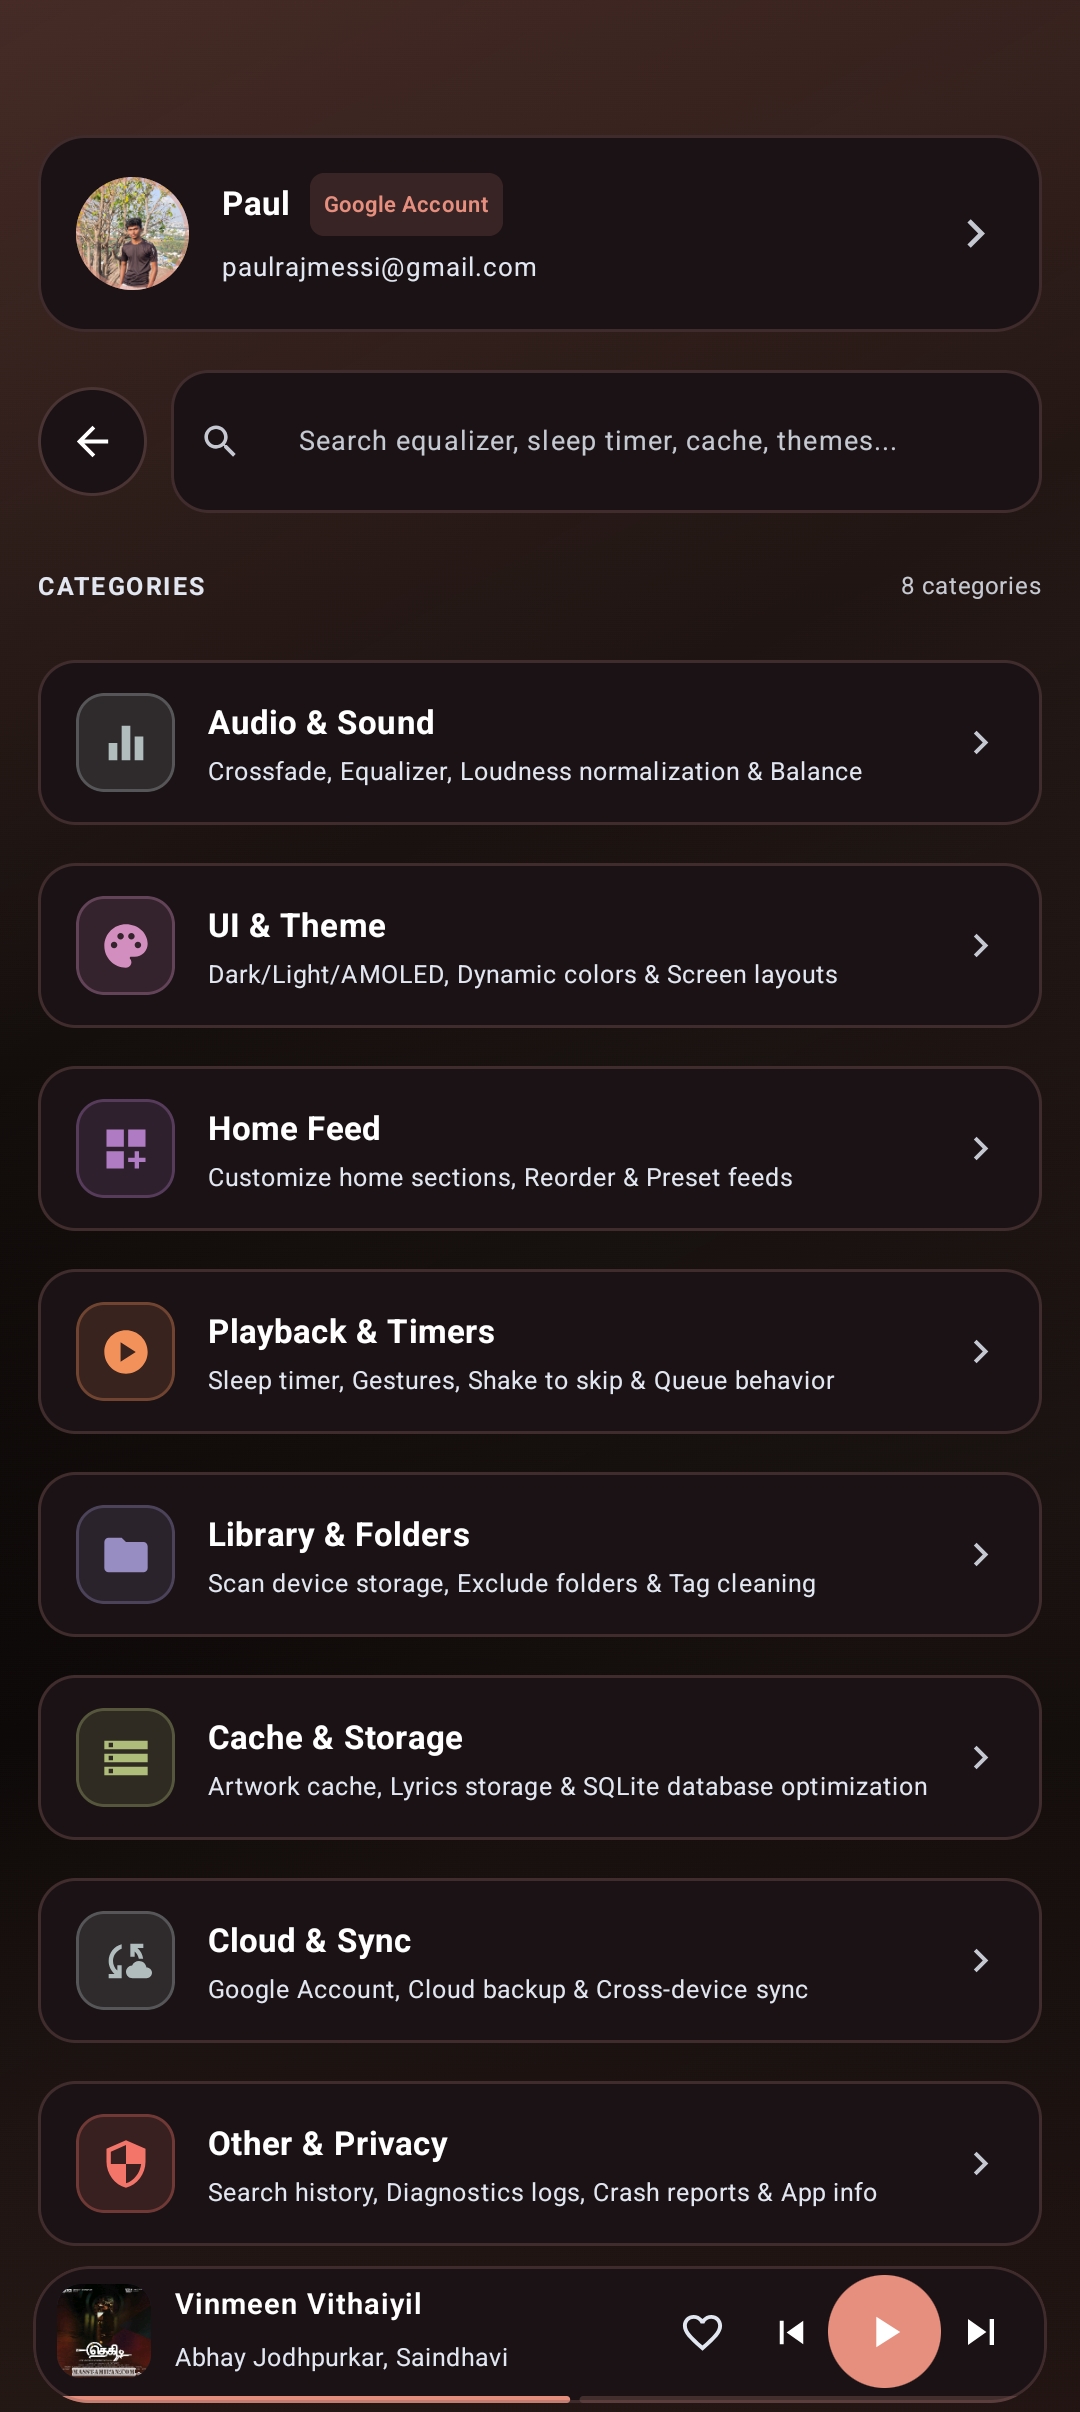 Paul
Google Account
paulrajmessi@gmail.com
Search equalizer, sleep timer, cache, themes...
CATEGORIES
8 categories
Audio & Sound
Crossfade, Equalizer, Loudness normalization & Balance
UI & Theme
Dark/Light/AMOLED, Dynamic colors & Screen layouts
Home Feed
Customize home sections, Reorder & Preset feeds
Playback & Timers
Sleep timer, Gestures, Shake to skip & Queue behavior
Library & Folders
Scan device storage, Exclude folders & Tag cleaning
Cache & Storage
Artwork cache, Lyrics storage & SQLite database optimization
Cloud & Sync
Google Account, Cloud backup & Cross-device sync
Other & Privacy
Search history, Diagnostics logs, Crash reports & App info
Vinmeen Vithaiyil
Abhay Jodhpurkar, Saindhavi
தெகிடி